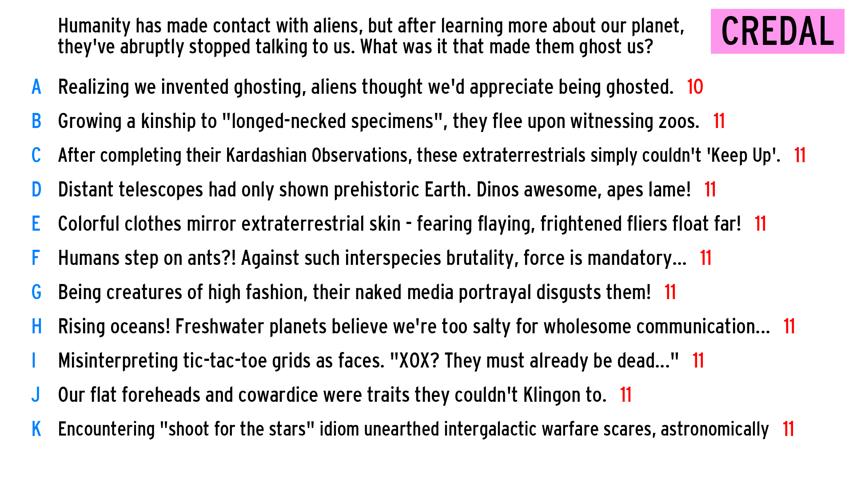 Humanity has made contact with aliens, but after learning more about our planet,
they've abruptly stopped talking to us. What was it that made them ghost us?
CREDAL
A Realizing we invented ghosting, aliens thought we'd appreciate being ghosted. 10
B Growing a kinship to "longed-necked specimens", they flee upon witnessing zoos. 11
C After completing their Kardashian Observations, these extraterrestrials simply couldn't 'Keep Up'. 11
D Distant telescopes had only shown prehistoric Earth. Dinos awesome, apes lame! 11
E Colorful clothes mirror extraterrestrial skin - fearing flaying, frightened fliers float far! 11
F Humans step on ants?! Against such interspecies brutality, force is mandatory... 11
G Being creatures of high fashion, their naked media portrayal disgusts them! 11
H Rising oceans! Freshwater planets believe we're too salty for wholesome communication... 11
I Misinterpreting tic-tac-toe grids as faces. "XOX? They must already be dead..." 11
J Our flat foreheads and cowardice were traits they couldn't Klingon to. 11
K Encountering "shoot for the stars" idiom unearthed intergalactic warfare scares, astronomically 11